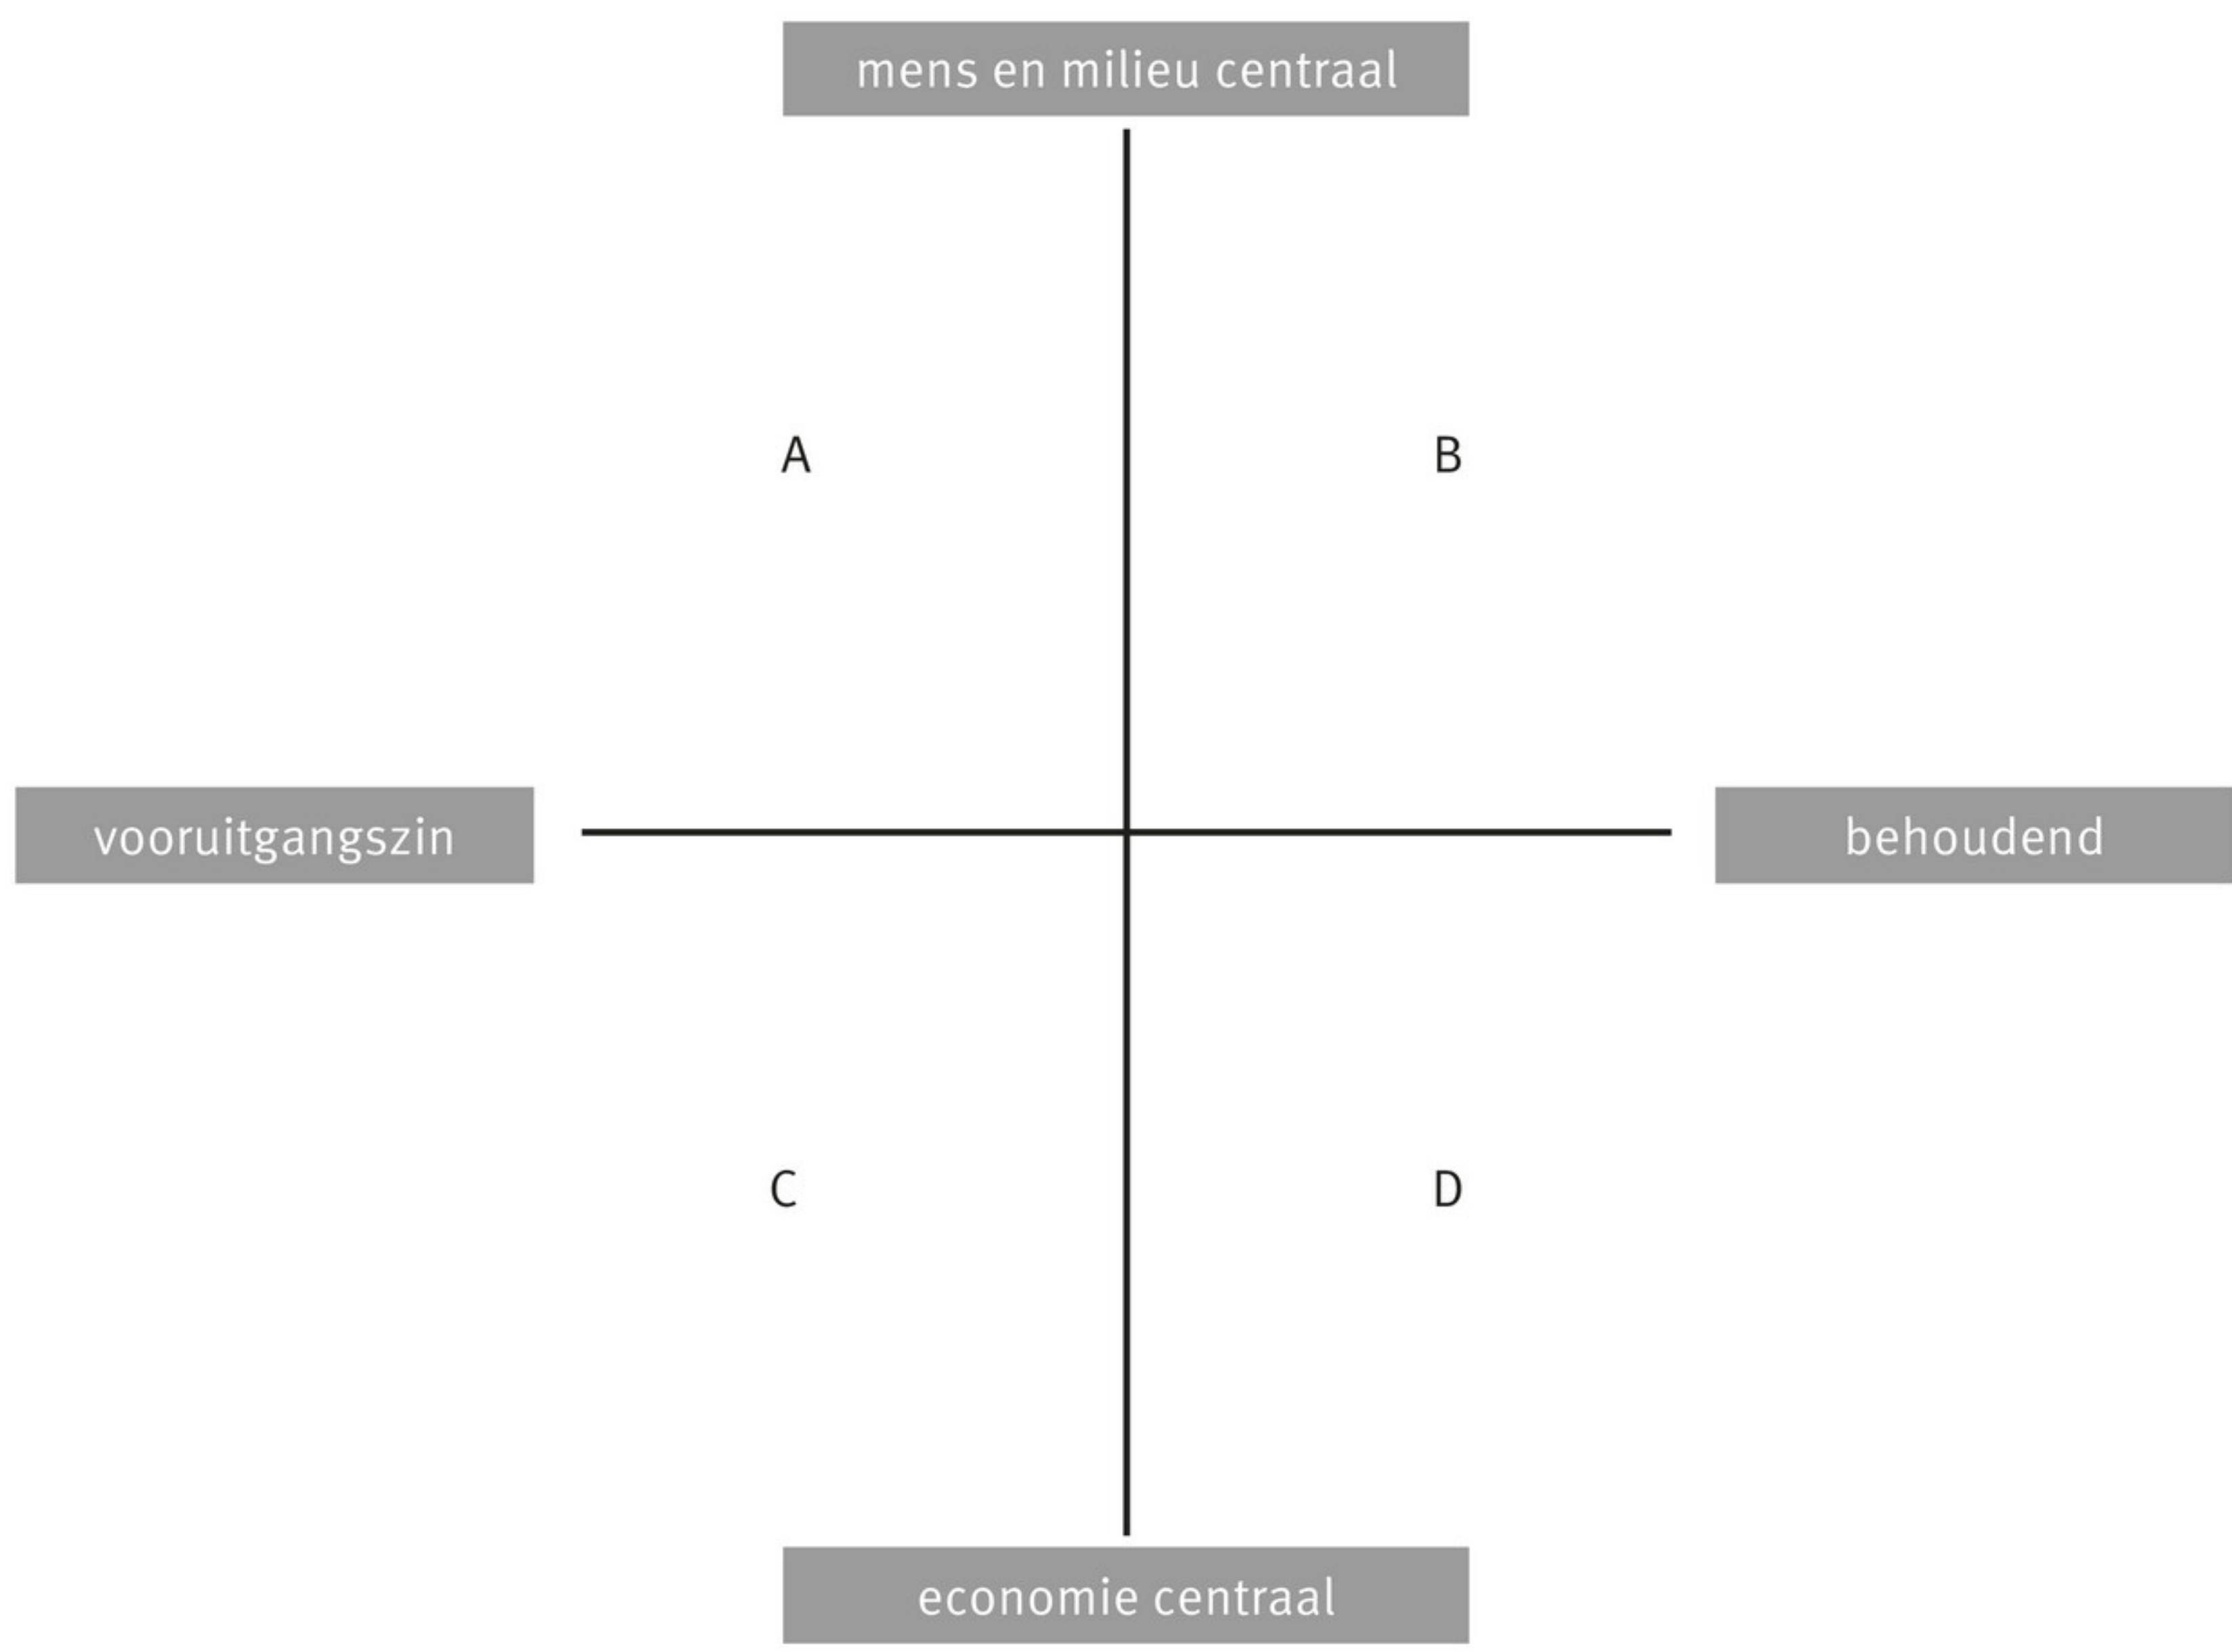 mens en milieu centraal
A
B
vooruitgangszin
behoudend
C
D
economie centraal